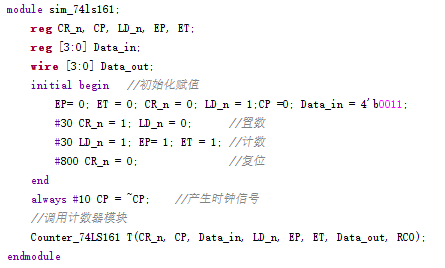 module sim_74ls161;
reg CR_n, CP, LD_n, EP, ET;
reg [3:0] Data_in;
wire [3:0] Data_out;
initial begin //初始化赋值
EP= 0; ET = 0; CR_n = 0; LD_n = 1;CP =0; Data_in = 4'b0011;
#30 CR_n = 1; LD_n = 0; //置数
#30 LD_n = 1; EP= 1; ET = 1; //计数
#800 CR_n = 0; //复位
end
always #10 CP = ~CP; //产生时钟信号
//调用计数器模块
Counter_74LS161 T(CR_n, CP, Data_in, LD_n, EP, ET, Data_out, RCO);
endmodule